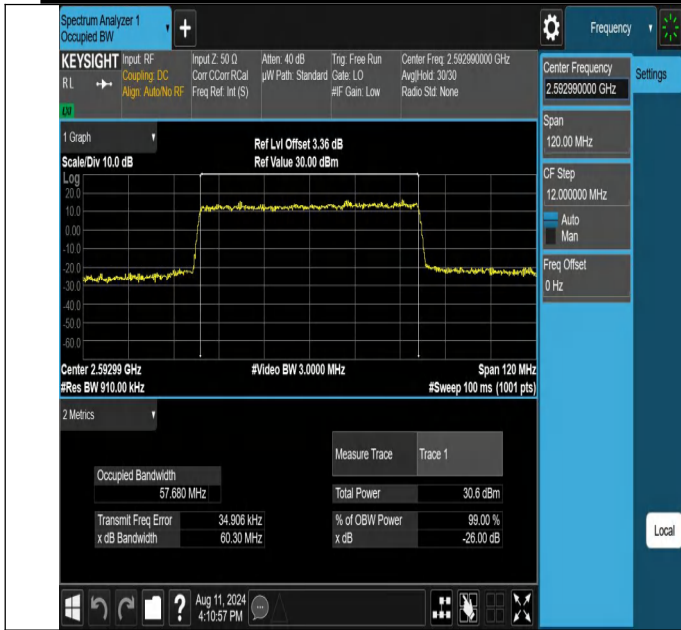 Spectrum Analyzer 1
Occupied BW
+
Frequency
KEYSIGHT
RL
Input: RF
Coupling: DC
Align: Auto/No RF
Input Z: 50 Ω
Corr CCorr RCal
Freq Ref: Int (S)
Atten: 40 dB
µW Path: Standard
Trig: Free Run
Gate: LO
#IF Gain: Low
Center Freq: 2.592990000 GHz
Avg|Hold: 30/30
Radio Std: None
LXI
Center Frequency
2.592990000 GHz
Settings
Span
120.00 MHz
CF Step
12.000000 MHz
Auto
Man
Freq Offset
0 Hz
1 Graph
Scale/Div 10.0 dB
Ref Lvl Offset 3.36 dB
Ref Value 30.00 dBm
Log
20.0
10.0
0.00
-10.0
-20.0
-30.0
-40.0
-50.0
-60.0
Center 2.59299 GHz
#Video BW 3.0000 MHz
Span 120 MHz
#Res BW 910.00 kHz
#Sweep 100 ms (1001 pts)
2 Metrics
Measure Trace Trace 1
Occupied Bandwidth
57.680 MHz
Total Power 30.6 dBm
Transmit Freq Error 34.906 kHz
% of OBW Power 99.00 %
x dB Bandwidth 60.30 MHz
x dB -26.00 dB
Local
?
Aug 11, 2024
4:10:57 PM